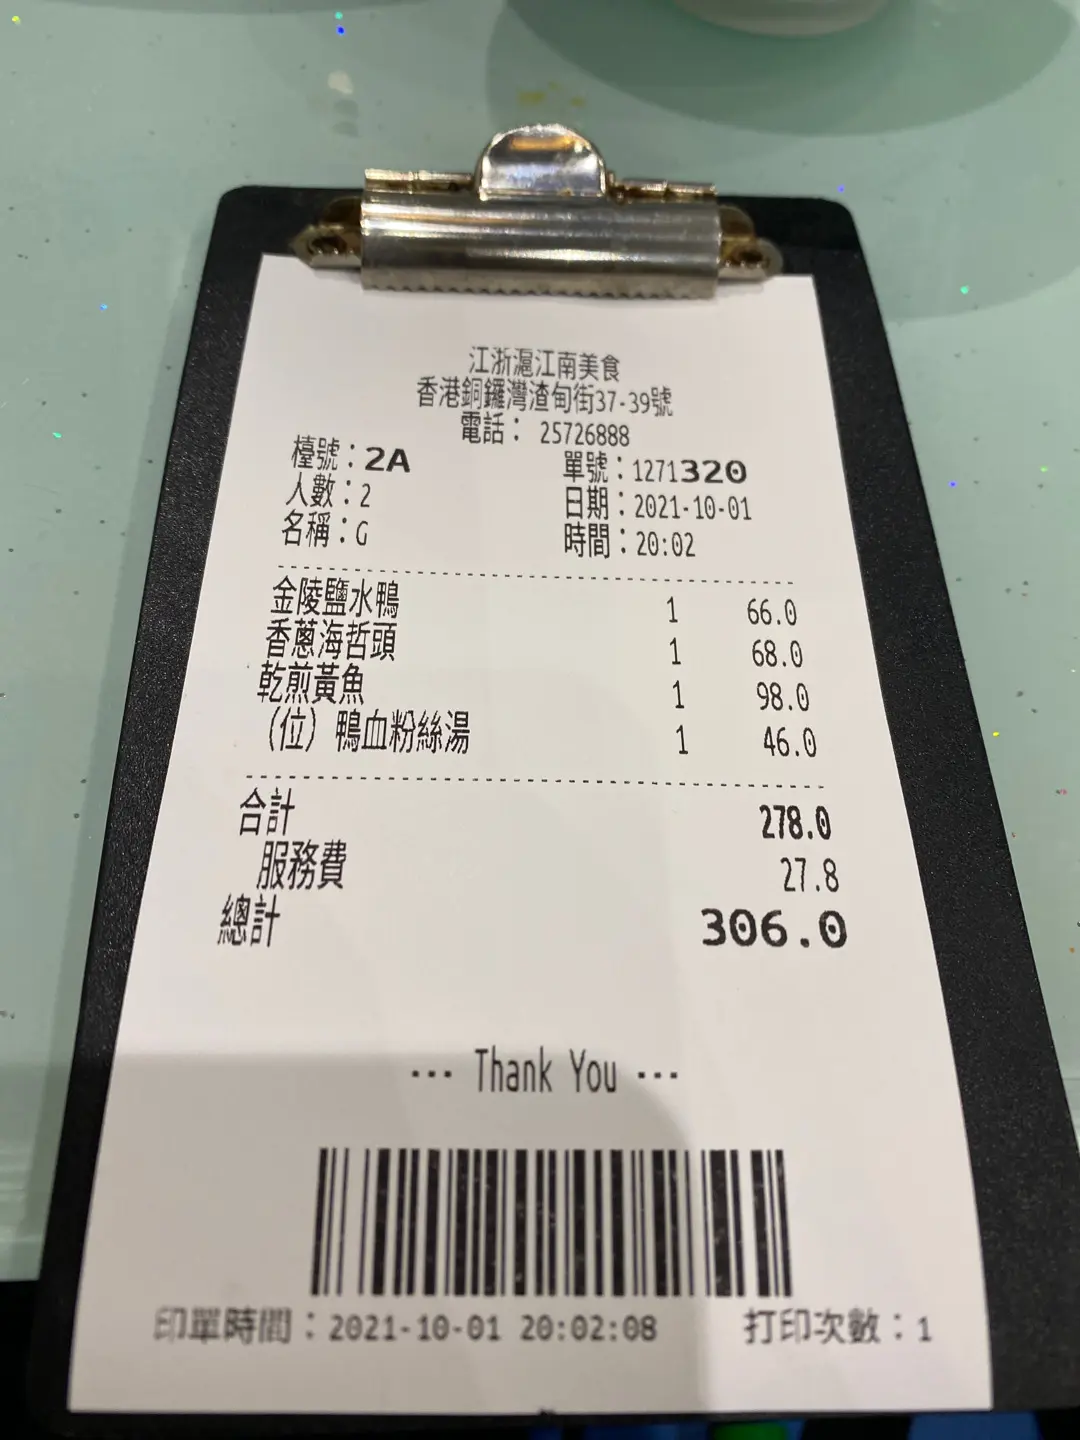 江浙滬江南美食
香港銅鑼灣渣甸街37-39號
電話： 25726888
檯號：2A 單號：1271320
人數：2 日期：2021-10-01
名稱：G 時間：20:02
金陵鹽水鴨 1 66.0
香蔥海哲頭 1 68.0
乾煎黃魚 1 98.0
（位）鴨血粉絲湯 1 46.0
合計 278.0
服務費 27.8
總計 306.0
--- Thank You ---
印單時間：2021-10-01 20:02:08 打印次數：1